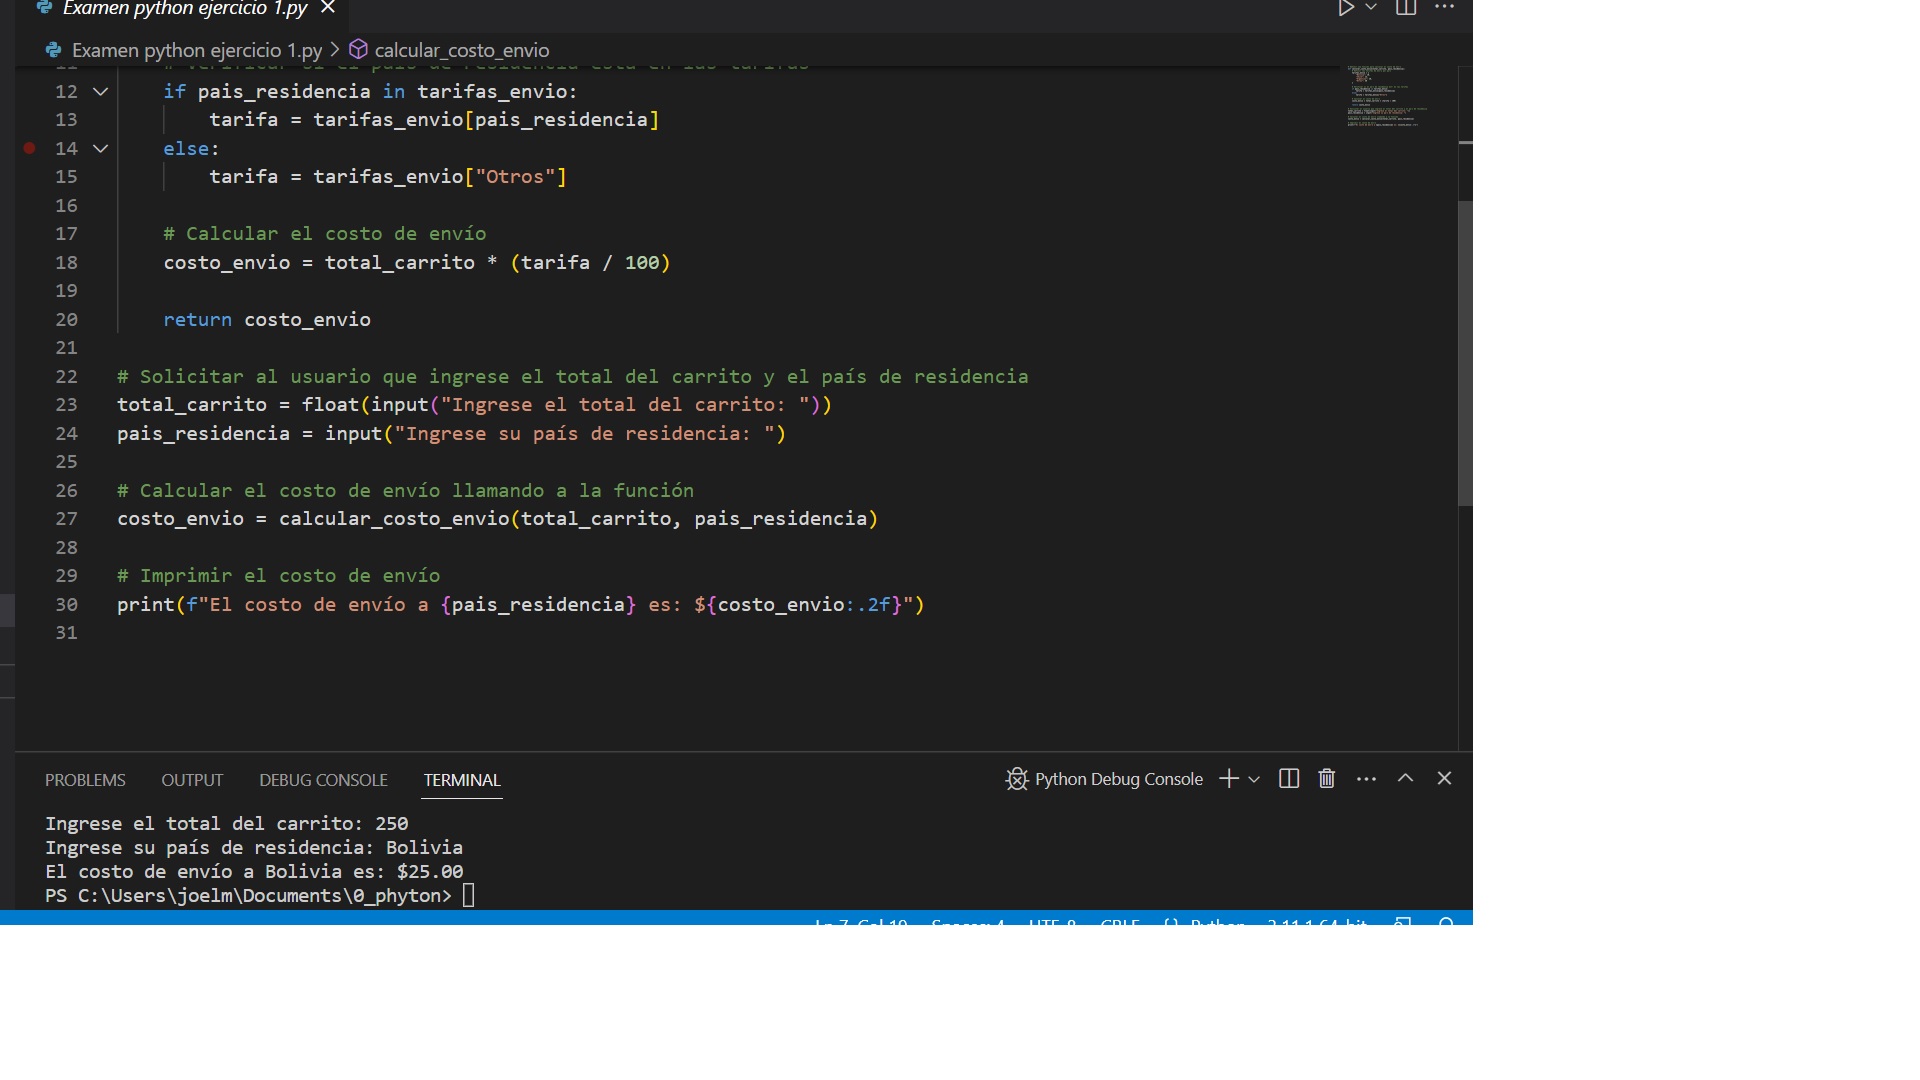 Examen python ejercicio 1.py
Examen python ejercicio 1.py > calcular_costo_envio
12 if pais_residencia in tarifas_envio:
13 tarifa = tarifas_envio[pais_residencia]
14 else:
15 tarifa = tarifas_envio["Otros"]
16
17 # Calcular el costo de envío
18 costo_envio = total_carrito * (tarifa / 100)
19
20 return costo_envio
21
22 # Solicitar al usuario que ingrese el total del carrito y el país de residencia
23 total_carrito = float(input("Ingrese el total del carrito: "))
24 pais_residencia = input("Ingrese su país de residencia: ")
25
26 # Calcular el costo de envío llamando a la función
27 costo_envio = calcular_costo_envio(total_carrito, pais_residencia)
28
29 # Imprimir el costo de envío
30 print(f"El costo de envío a {pais_residencia} es: ${costo_envio:.2f}")
31
PROBLEMS OUTPUT DEBUG CONSOLE TERMINAL Python Debug Console
Ingrese el total del carrito: 250
Ingrese su país de residencia: Bolivia
El costo de envío a Bolivia es: $25.00
PS C:\Users\joelm\Documents\0_phyton>